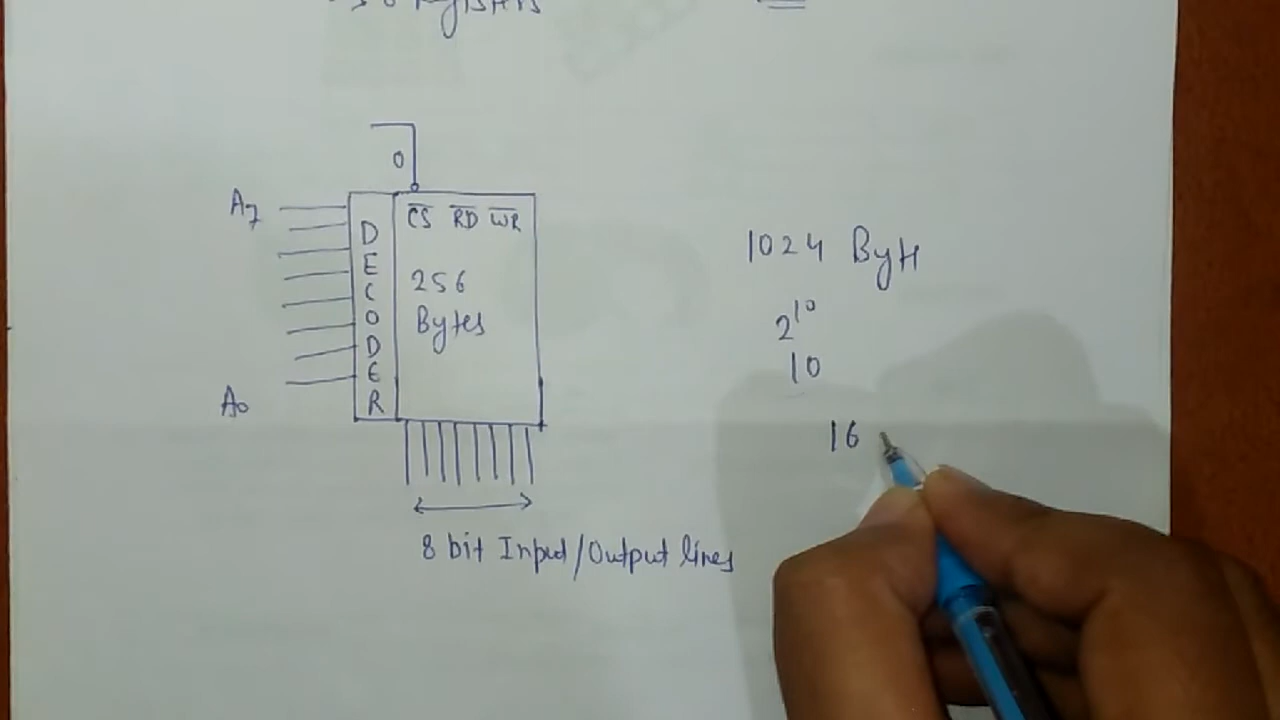 0
A7
CS RD WR
DECODER
256
Bytes
A0
8 bit Input/Output lines
1024 Byte
2^10
10
16